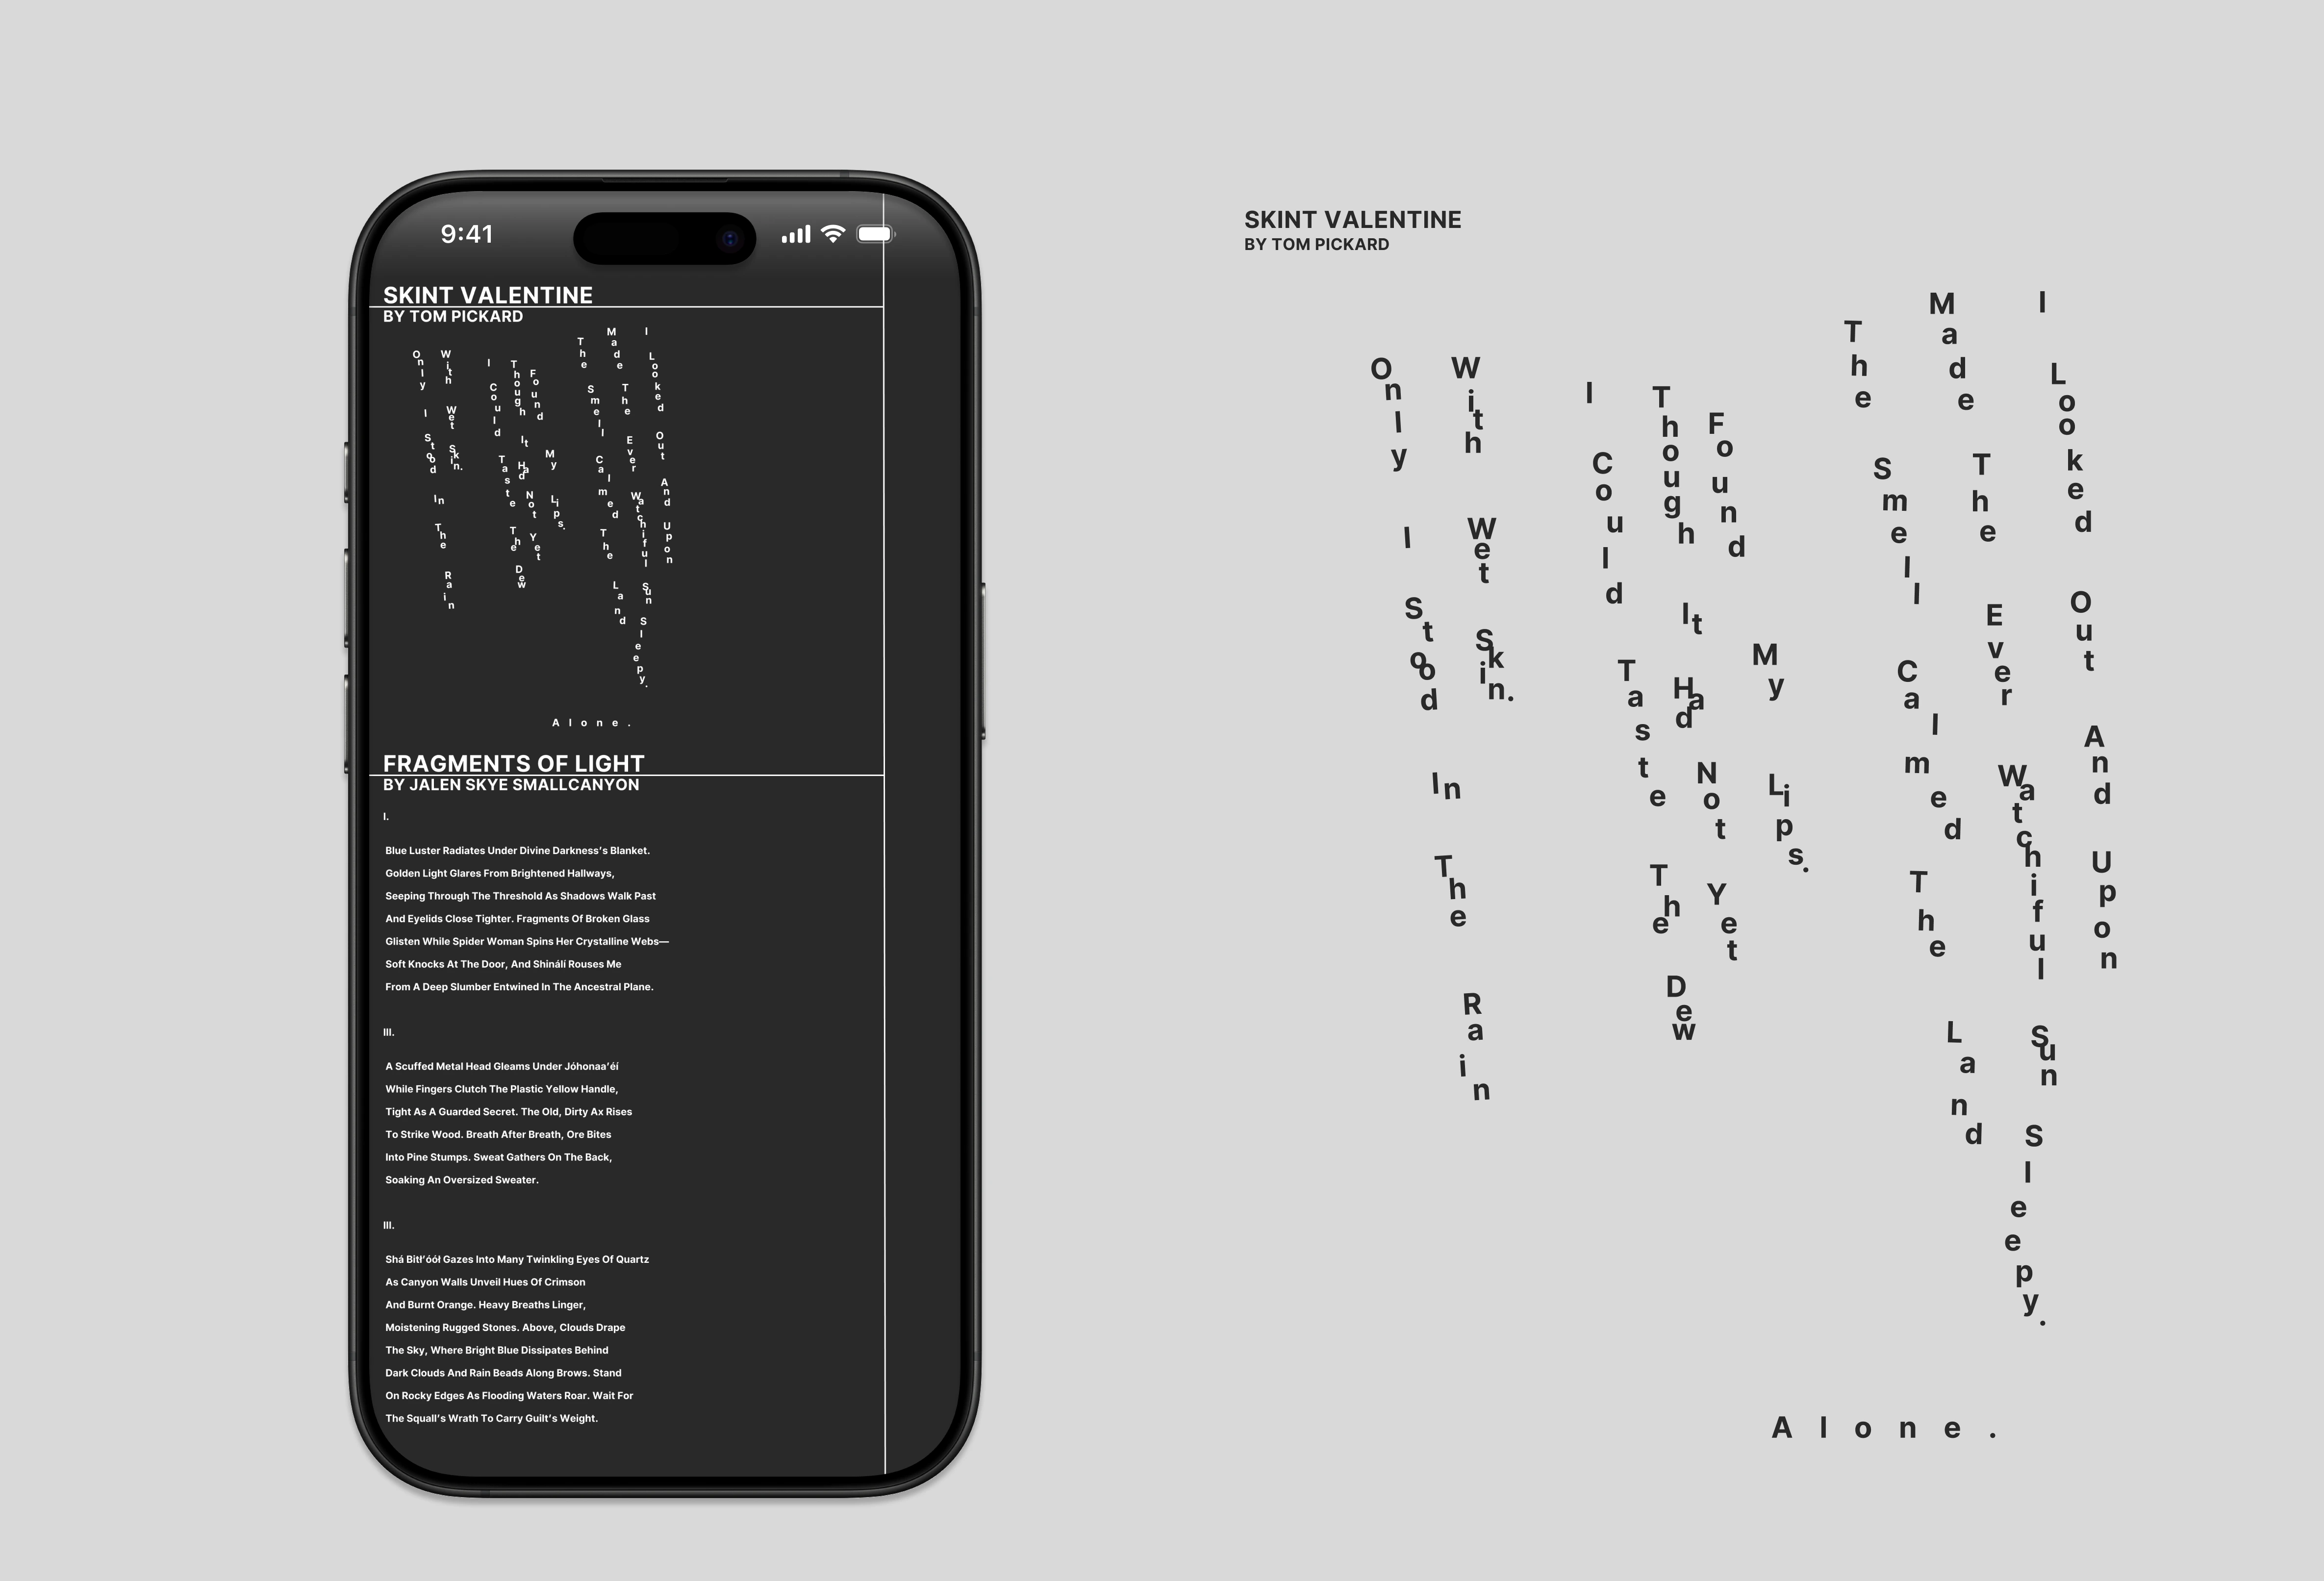 9:41
SKINT VALENTINE
BY TOM PICKARD
Only I Stood In The Rain
With Wet Skin.
I Could Taste The Dew
Though It Had Not Yet
Found My Lips.
The Smell Calmed The Land
Made The Ever Watchiful Sun Sleepy.
I Looked Out And Upon
Alone.
FRAGMENTS OF LIGHT
BY JALEN SKYE SMALLCANYON
I.
Blue Luster Radiates Under Divine Darkness’s Blanket.
Golden Light Glares From Brightened Hallways,
Seeping Through The Threshold As Shadows Walk Past
And Eyelids Close Tighter. Fragments Of Broken Glass
Glisten While Spider Woman Spins Her Crystalline Webs—
Soft Knocks At The Door, And Shinálí Rouses Me
From A Deep Slumber Entwined In The Ancestral Plane.
III.
A Scuffed Metal Head Gleams Under Jóhonaa’éí
While Fingers Clutch The Plastic Yellow Handle,
Tight As A Guarded Secret. The Old, Dirty Ax Rises
To Strike Wood. Breath After Breath, Ore Bites
Into Pine Stumps. Sweat Gathers On The Back,
Soaking An Oversized Sweater.
III.
Shá Bitł’óół Gazes Into Many Twinkling Eyes Of Quartz
As Canyon Walls Unveil Hues Of Crimson
And Burnt Orange. Heavy Breaths Linger,
Moistening Rugged Stones. Above, Clouds Drape
The Sky, Where Bright Blue Dissipates Behind
Dark Clouds And Rain Beads Along Brows. Stand
On Rocky Edges As Flooding Waters Roar. Wait For
The Squall’s Wrath To Carry Guilt’s Weight.
SKINT VALENTINE
BY TOM PICKARD
Only I Stood In The Rain
With Wet Skin.
I Could Taste The Dew
Though It Had Not Yet
Found My Lips.
The Smell Calmed The Land
Made The Ever Watchiful Sun Sleepy.
I Looked Out And Upon
Alone.